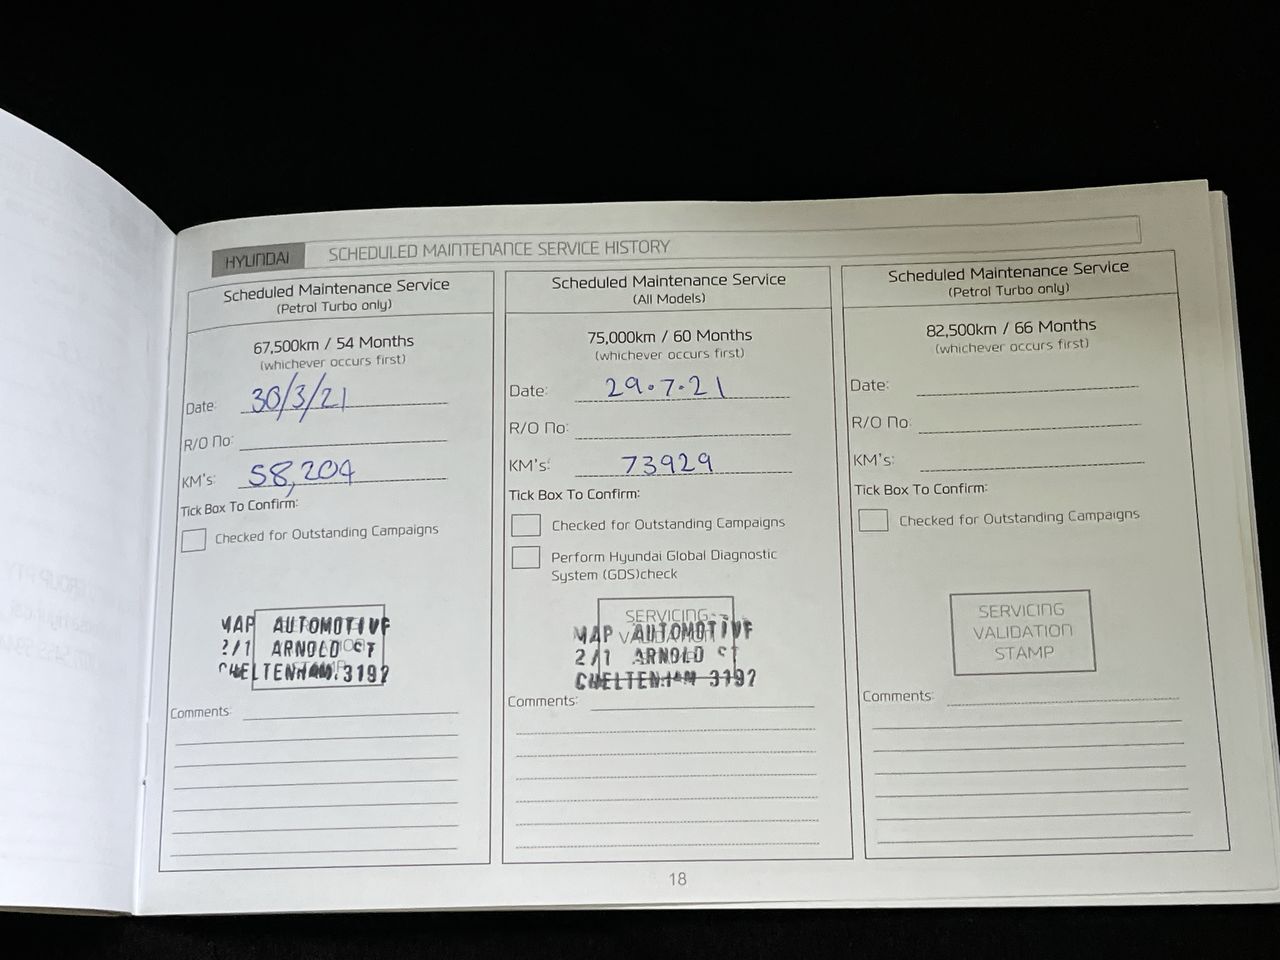 HYUNDAI SCHEDULED MAINTENANCE SERVICE HISTORY
Scheduled Maintenance Service
(Petrol Turbo only)
67,500km / 54 Months
(whichever occurs first)
Date: 30/3/21
R/O No:
KM's: 58,204
Tick Box To Confirm:
Checked for Outstanding Campaigns
MAP AUTOMOTIVE
2/1 ARNOLD CT
CHELTENHAM 3192
Comments:
Scheduled Maintenance Service
(All Models)
75,000km / 60 Months
(whichever occurs first)
Date: 29.7.21
R/O No:
KM's: 73929
Tick Box To Confirm:
Checked for Outstanding Campaigns
Perform Hyundai Global Diagnostic
System (GDS)check
SERVICING
MAP AUTOMOTIVE
2/1 ARNOLD CT
CHELTENHAM 3192
Comments:
Scheduled Maintenance Service
(Petrol Turbo only)
82,500km / 66 Months
(whichever occurs first)
Date:
R/O No:
KM's:
Tick Box To Confirm:
Checked for Outstanding Campaigns
SERVICING
VALIDATION
STAMP
Comments:
18